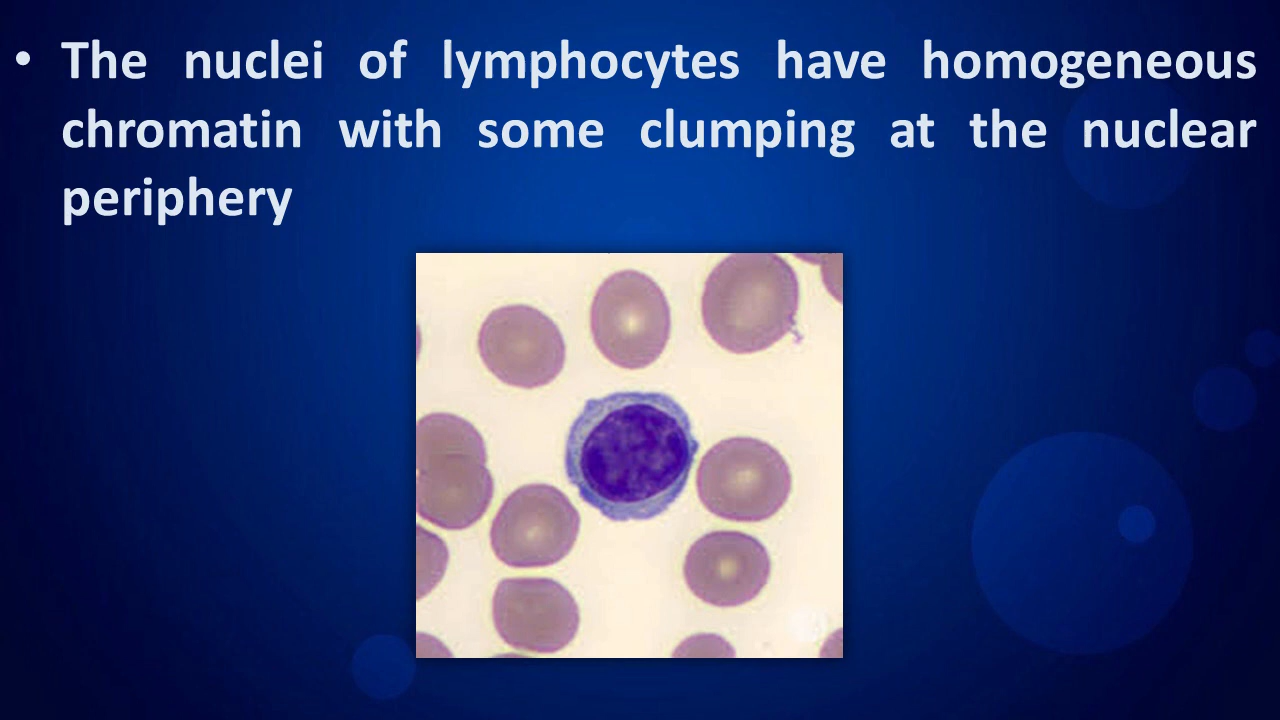 • The nuclei of lymphocytes have homogeneous
chromatin with some clumping at the nuclear
periphery